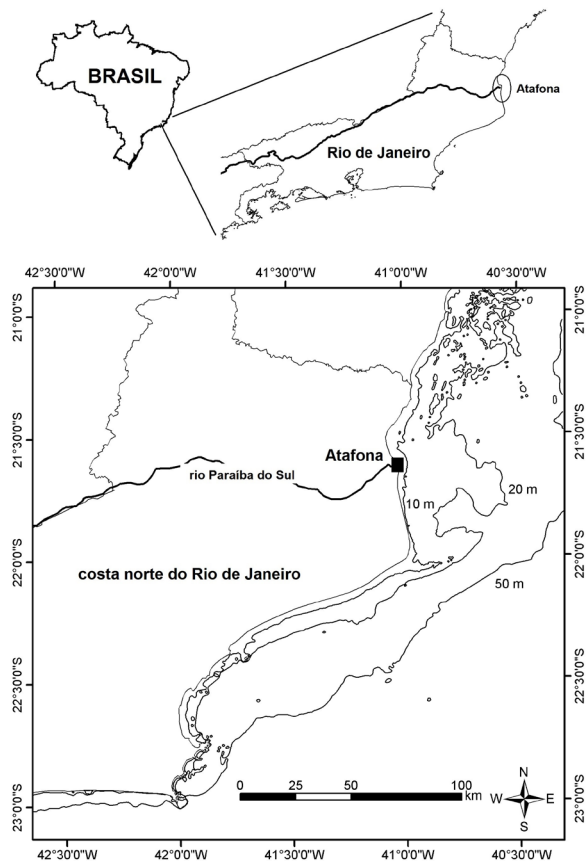 BRASIL
Atafona
Rio de Janeiro
42°30'0"W 42°00'0"W 41°30'0"W 41°00'0"W 40°30'0"W
21°0'0"S 21°0'0"S
21°30'0"S 21°30'0"S
Atafona
rio Paraíba do Sul
10 m
20 m
22°0'0"S 22°0'0"S
costa norte do Rio de Janeiro
50 m
22°30'0"S 22°30'0"S
N
0 25 50 100
km
W E
S
23°0'0"S 23°0'0"S
42°30'0"W 42°00'0"W 41°30'0"W 41°00'0"W 40°30'0"W